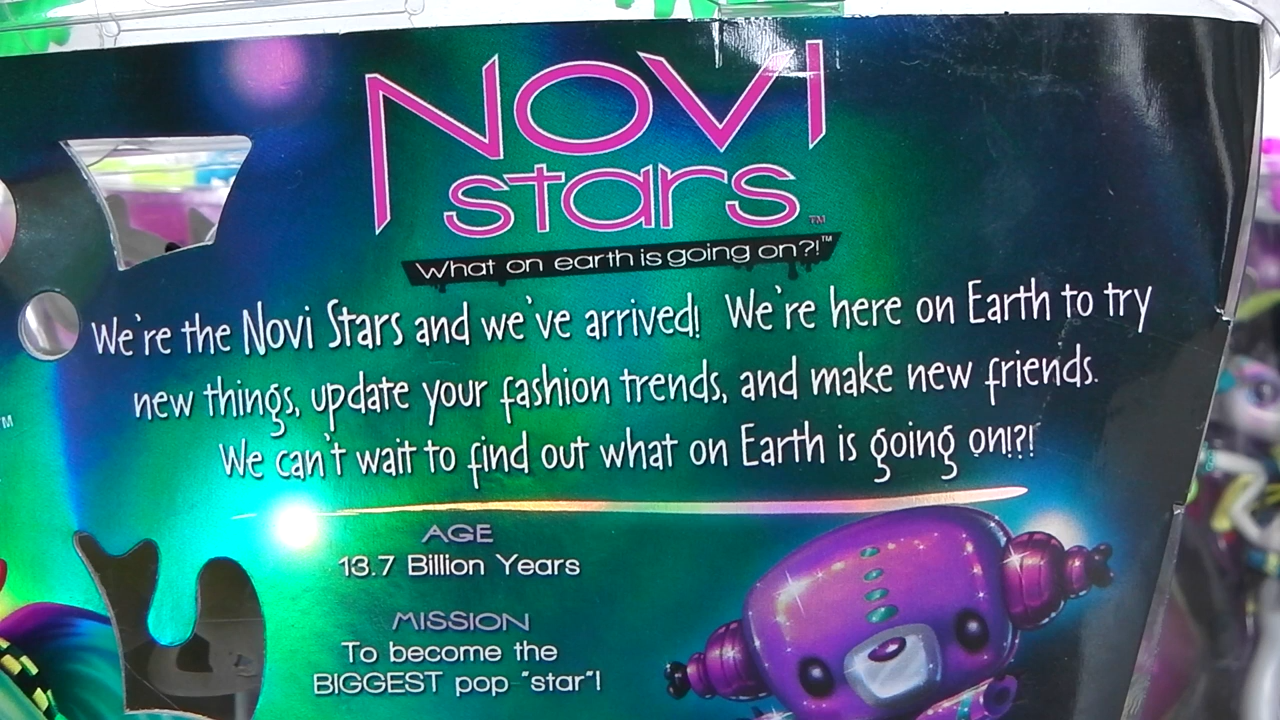 NOVI
stars™
What on earth is going on?!™
We're the Novi Stars and we've arrived! We're here on Earth to try
new things, update your fashion trends, and make new friends.
We can't wait to find out what on Earth is going on!?!
TM
AGE
13.7 Billion Years
MISSION
To become the
BIGGEST pop "star"!